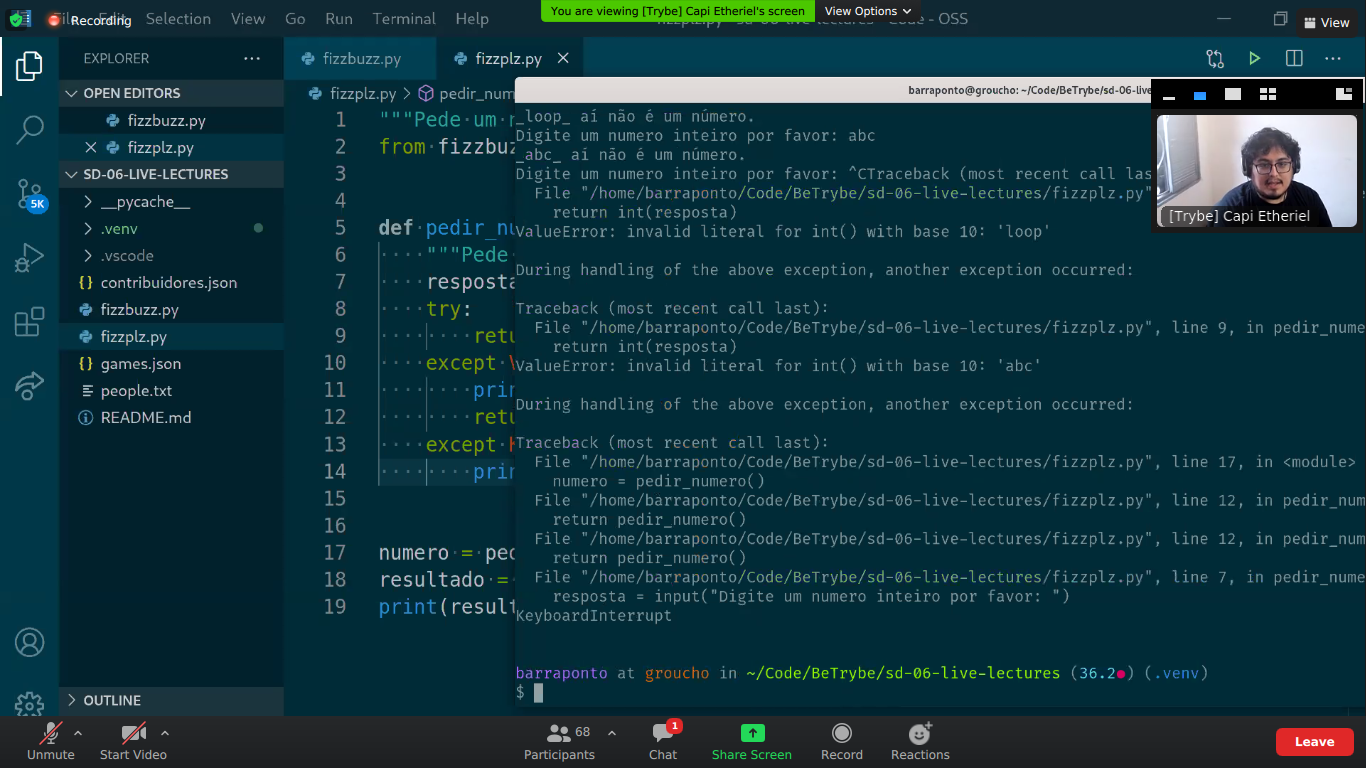 Recording
File Edit Selection View Go Run Terminal Help
You are viewing [Trybe] Capi Etheriel's screen
View Options
fizzplz.py - sd-06-live-lectures - Code - OSS
View
EXPLORER
OPEN EDITORS
fizzbuzz.py
fizzplz.py
SD-06-LIVE-LECTURES
__pycache__
.venv
.vscode
contribuidores.json
fizzbuzz.py
fizzplz.py
games.json
people.txt
README.md
OUTLINE
5K
fizzbuzz.py
fizzplz.py
fizzplz.py > pedir_num
1 """Pede um
2 from fizzbuz
3
4
5 def pedir_nu
6 """Pede
7 resposta
8 try:
9 retu
10 except
11 prin
12 retu
13 except
14 prin
15
16
17 numero = ped
18 resultado =
19 print(result
barraponto@groucho: ~/Code/BeTrybe/sd-06-live
_loop_ aí não é um número.
Digite um numero inteiro por favor: abc
_abc_ aí não é um número.
Digite um numero inteiro por favor: ^CTraceback (most recent call las
File "/home/barraponto/Code/BeTrybe/sd-06-live-lectures/fizzplz.py"
return int(resposta)
ValueError: invalid literal for int() with base 10: 'loop'
During handling of the above exception, another exception occurred:
Traceback (most recent call last):
File "/home/barraponto/Code/BeTrybe/sd-06-live-lectures/fizzplz.py", line 9, in pedir_nume
return int(resposta)
ValueError: invalid literal for int() with base 10: 'abc'
During handling of the above exception, another exception occurred:
Traceback (most recent call last):
File "/home/barraponto/Code/BeTrybe/sd-06-live-lectures/fizzplz.py", line 17, in <module>
numero = pedir_numero()
File "/home/barraponto/Code/BeTrybe/sd-06-live-lectures/fizzplz.py", line 12, in pedir_num
return pedir_numero()
File "/home/barraponto/Code/BeTrybe/sd-06-live-lectures/fizzplz.py", line 12, in pedir_num
return pedir_numero()
File "/home/barraponto/Code/BeTrybe/sd-06-live-lectures/fizzplz.py", line 7, in pedir_nume
resposta = input("Digite um numero inteiro por favor: ")
KeyboardInterrupt
barraponto at groucho in ~/Code/BeTrybe/sd-06-live-lectures (36.2●) (.venv)
$
[Trybe] Capi Etheriel
Unmute
Start Video
Participants
68
Chat
1
Share Screen
Record
Reactions
Leave